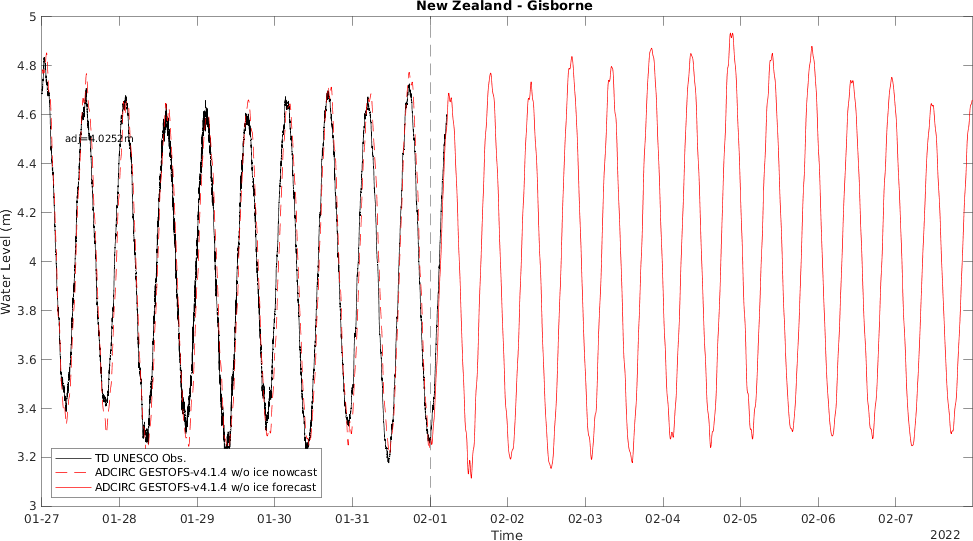 New Zealand - Gisborne
5
4.8
4.6
4.4
4.2
4
3.8
3.6
3.4
3.2
3
Water Level (m)
adj=4.0252m
TD UNESCO Obs.
ADCIRC GESTOFS-v4.1.4 w/o ice nowcast
ADCIRC GESTOFS-v4.1.4 w/o ice forecast
01-27 01-28 01-29 01-30 01-31 02-01 02-02 02-03 02-04 02-05 02-06 02-07
Time
2022